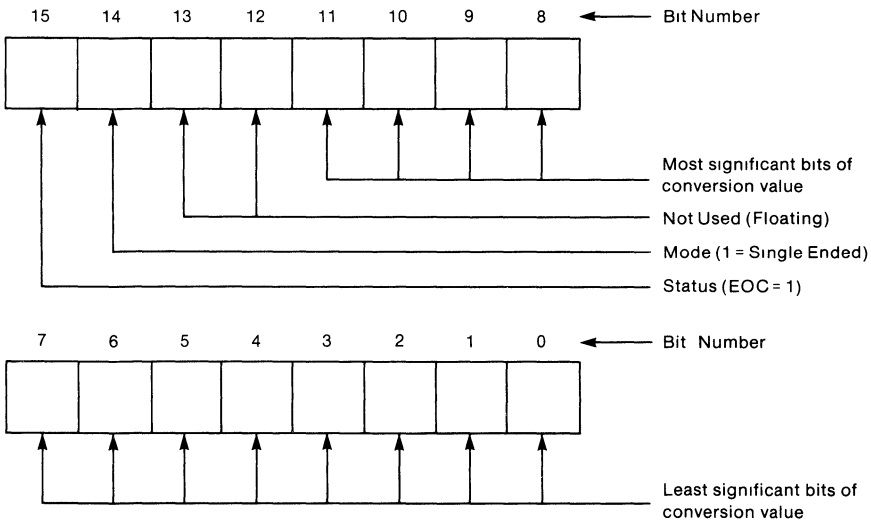 15 14 13 12 11 10 9 8 Bit Number
Most significant bits of
conversion value
Not Used (Floating)
Mode (1 = Single Ended)
Status (EOC = 1)
7 6 5 4 3 2 1 0 Bit Number
Least significant bits of
conversion value